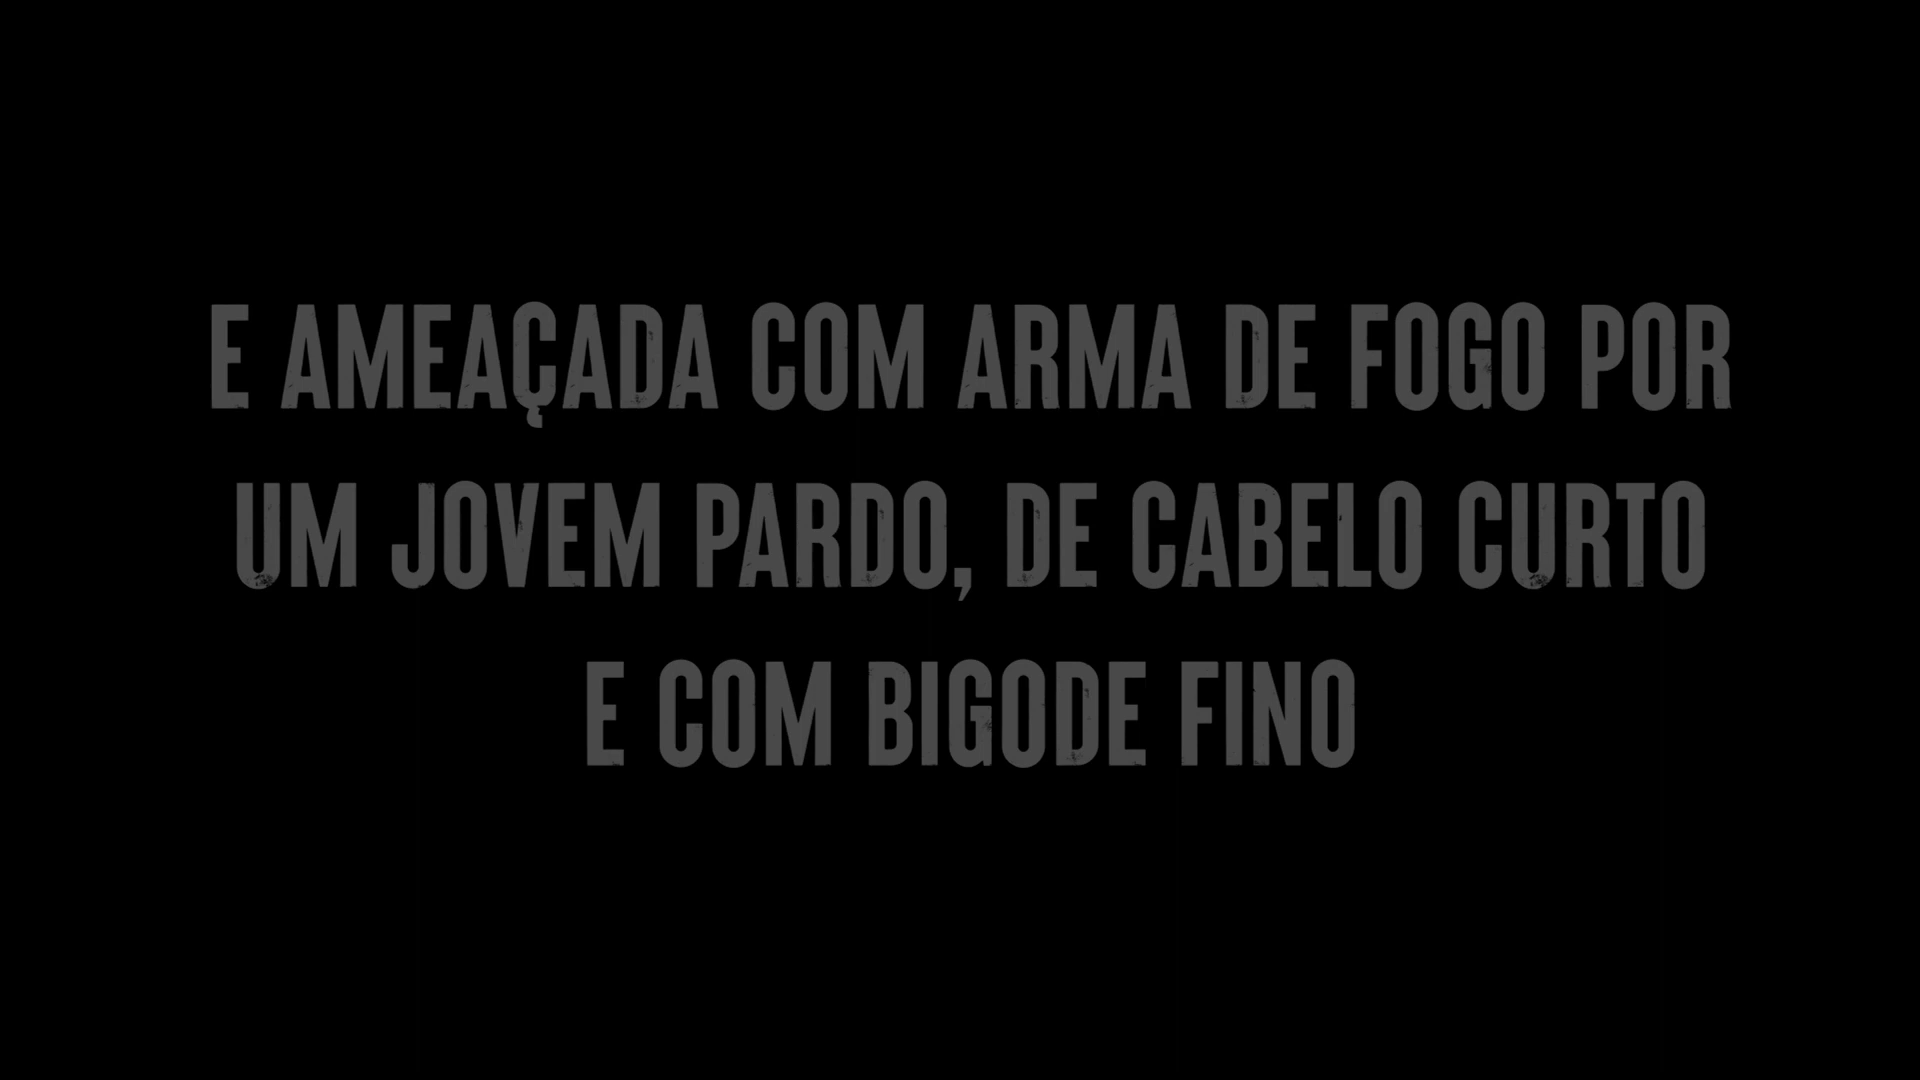 E AMEAÇADA COM ARMA DE FOGO POR
UM JOVEM PARDO, DE CABELO CURTO
E COM BIGODE FINO